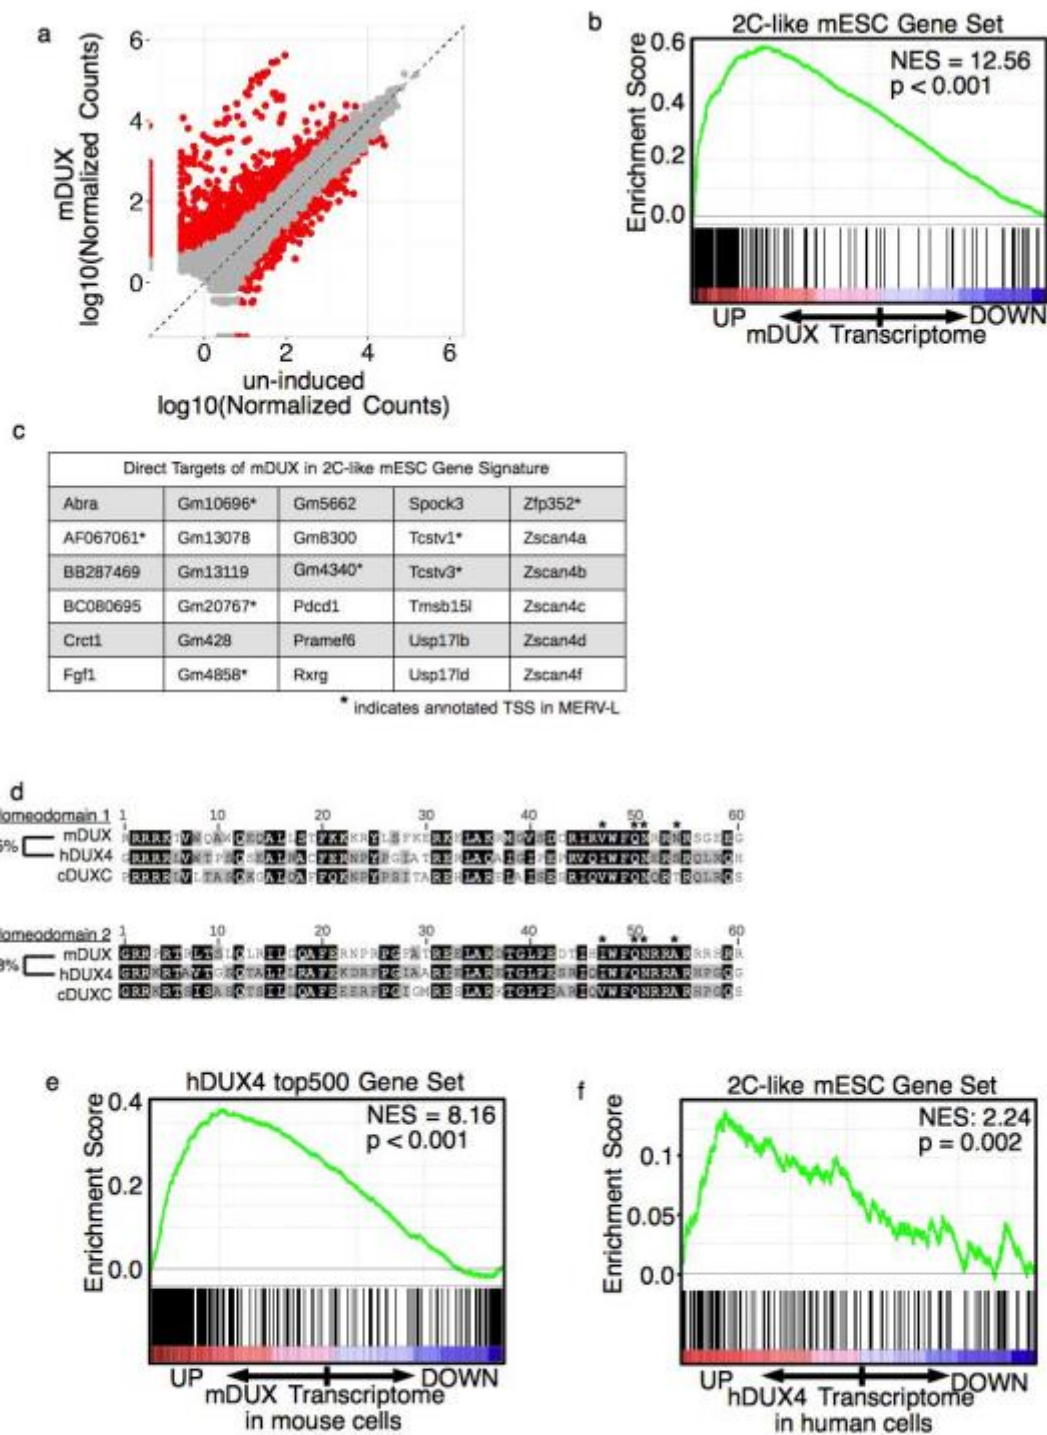 a
mDUX
log10(Normalized Counts)
6
4
2
0
0 2 4 6
un-induced
log10(Normalized Counts)
b
2C-like mESC Gene Set
Enrichment Score
0.6
0.4
0.2
0.0
NES = 12.56
p < 0.001
UP DOWN
mDUX Transcriptome
c
Direct Targets of mDUX in 2C-like mESC Gene Signature
Abra Gm10696* Gm5662 Spock3 Zfp352*
AF067061* Gm13078 Gm8300 Tcstv1* Zscan4a
BB287469 Gm13119 Gm4340* Tcstv3* Zscan4b
BC080695 Gm20767* Pdcd1 Tmsb15l Zscan4c
Crct1 Gm428 Pramef6 Usp17lb Zscan4d
Fgf1 Gm4858* Rxrg Usp17ld Zscan4f
* indicates annotated TSS in MERV-L
d
omeodomain 1 1 10 20 30 40 50 60
* ** *
mDUX
hDUX4
cDUXC
omeodomain 2 1 10 20 30 40 50 60
* ** *
mDUX
hDUX4
cDUXC
e
hDUX4 top500 Gene Set
Enrichment Score
0.4
0.2
0.0
NES = 8.16
p < 0.001
UP DOWN
mDUX Transcriptome
in mouse cells
f
2C-like mESC Gene Set
Enrichment Score
0.1
0.05
0.0
NES: 2.24
p = 0.002
UP DOWN
hDUX4 Transcriptome
in human cells